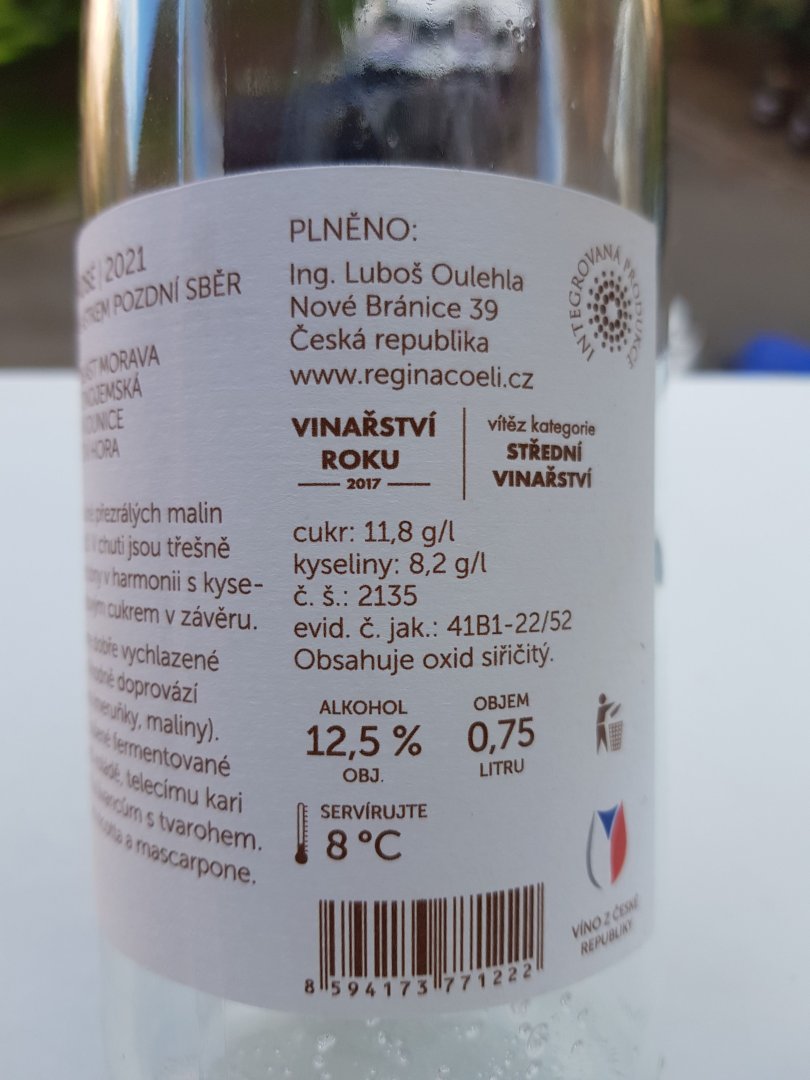 | 2021
POZDNÍ SBĚR
MORAVA
HORA
přezrálých malin
chuti jsou třešně
v harmonii s kyse-
cukrem v závěru.
dobře vychlazené
doprovází
maliny).
fermentované
telecímu kari
s tvarohem.
a mascarpone.
PLNĚNO:
Ing. Luboš Oulehla
Nové Bránice 39
Česká republika
www.reginacoeli.cz
INTEGROVANÁ PRODUKCE
VINAŘSTVÍ
ROKU
2017
vítěz kategorie
STŘEDNÍ
VINAŘSTVÍ
cukr: 11,8 g/l
kyseliny: 8,2 g/l
č. š.: 2135
evid. č. jak.: 41B1-22/52
Obsahuje oxid siřičitý.
ALKOHOL
12,5 %
OBJ.
OBJEM
0,75
LITRU
SERVÍRUJTE
8 °C
8 594173 771222
VÍNO Z ČESKÉ
REPUBLIKY